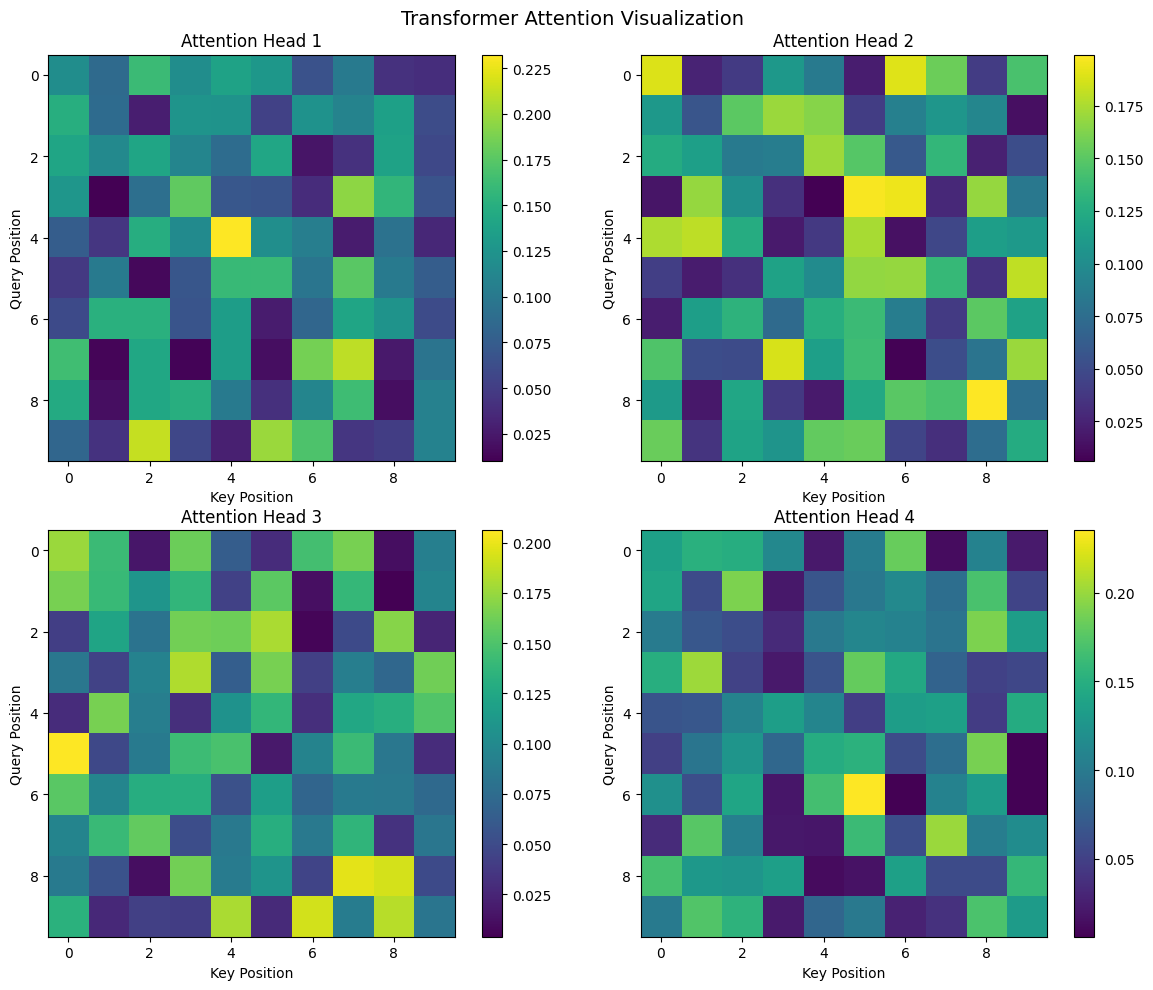 Transformer Attention Visualization
Attention Head 1
Query Position
0
2
4
6
8
0 2 4 6 8
Key Position
0.225
0.200
0.175
0.150
0.125
0.100
0.075
0.050
0.025
Attention Head 2
Query Position
0
2
4
6
8
0 2 4 6 8
Key Position
0.175
0.150
0.125
0.100
0.075
0.050
0.025
Attention Head 3
Query Position
0
2
4
6
8
0 2 4 6 8
Key Position
0.200
0.175
0.150
0.125
0.100
0.075
0.050
0.025
Attention Head 4
Query Position
0
2
4
6
8
0 2 4 6 8
Key Position
0.20
0.15
0.10
0.05